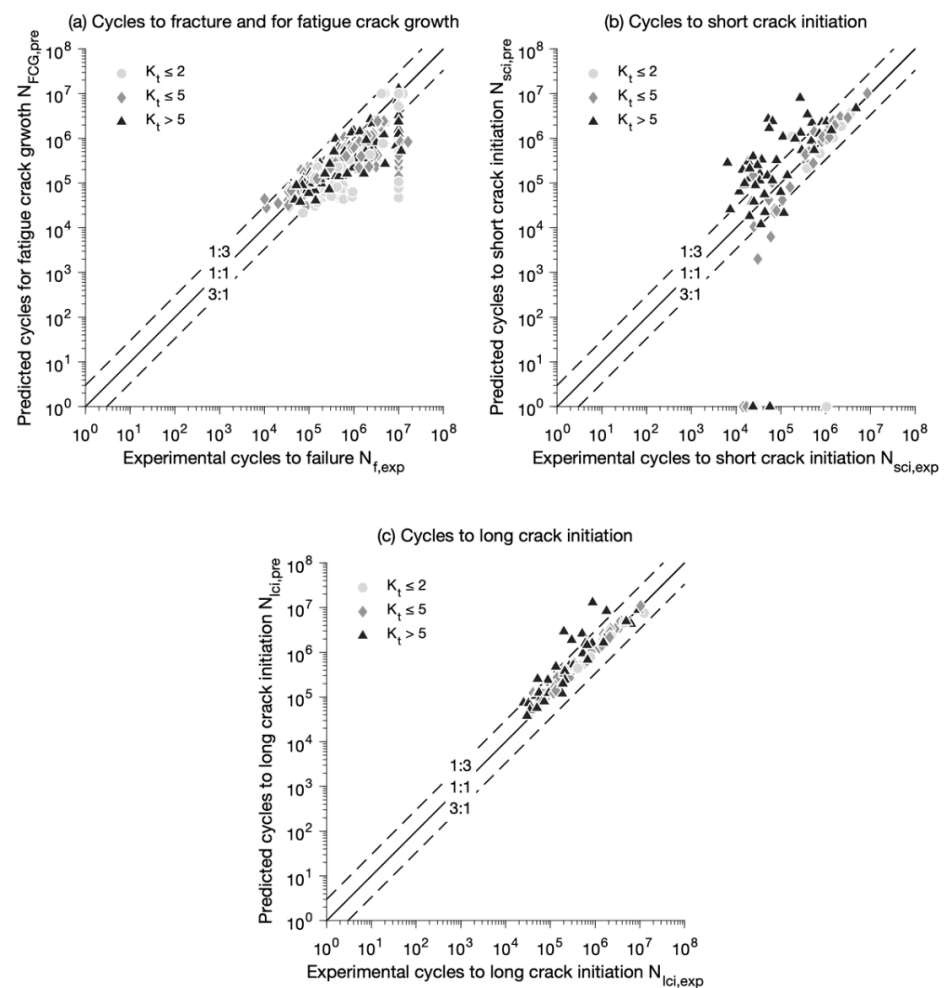 (a) Cycles to fracture and for fatigue crack growth
Predicted cycles for fatigue crack grwoth N_FCG,pre
10^8
10^7
10^6
10^5
10^4
10^3
10^2
10^1
10^0
K_t ≤ 2
K_t ≤ 5
K_t > 5
1:3
1:1
3:1
10^0 10^1 10^2 10^3 10^4 10^5 10^6 10^7 10^8
Experimental cycles to failure N_f,exp
(b) Cycles to short crack initiation
Predicted cycles to short crack initiation N_sci,pre
10^8
10^7
10^6
10^5
10^4
10^3
10^2
10^1
10^0
K_t ≤ 2
K_t ≤ 5
K_t > 5
1:3
1:1
3:1
10^0 10^1 10^2 10^3 10^4 10^5 10^6 10^7 10^8
Experimental cycles to short crack initiation N_sci,exp
(c) Cycles to long crack initiation
Predicted cycles to long crack initiation N_lci,pre
10^8
10^7
10^6
10^5
10^4
10^3
10^2
10^1
10^0
K_t ≤ 2
K_t ≤ 5
K_t > 5
1:3
1:1
3:1
10^0 10^1 10^2 10^3 10^4 10^5 10^6 10^7 10^8
Experimental cycles to long crack initiation N_lci,exp